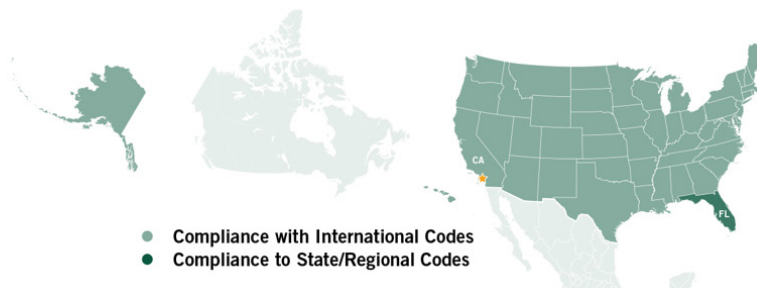 CA
FL
Compliance with International Codes
Compliance to State/Regional Codes